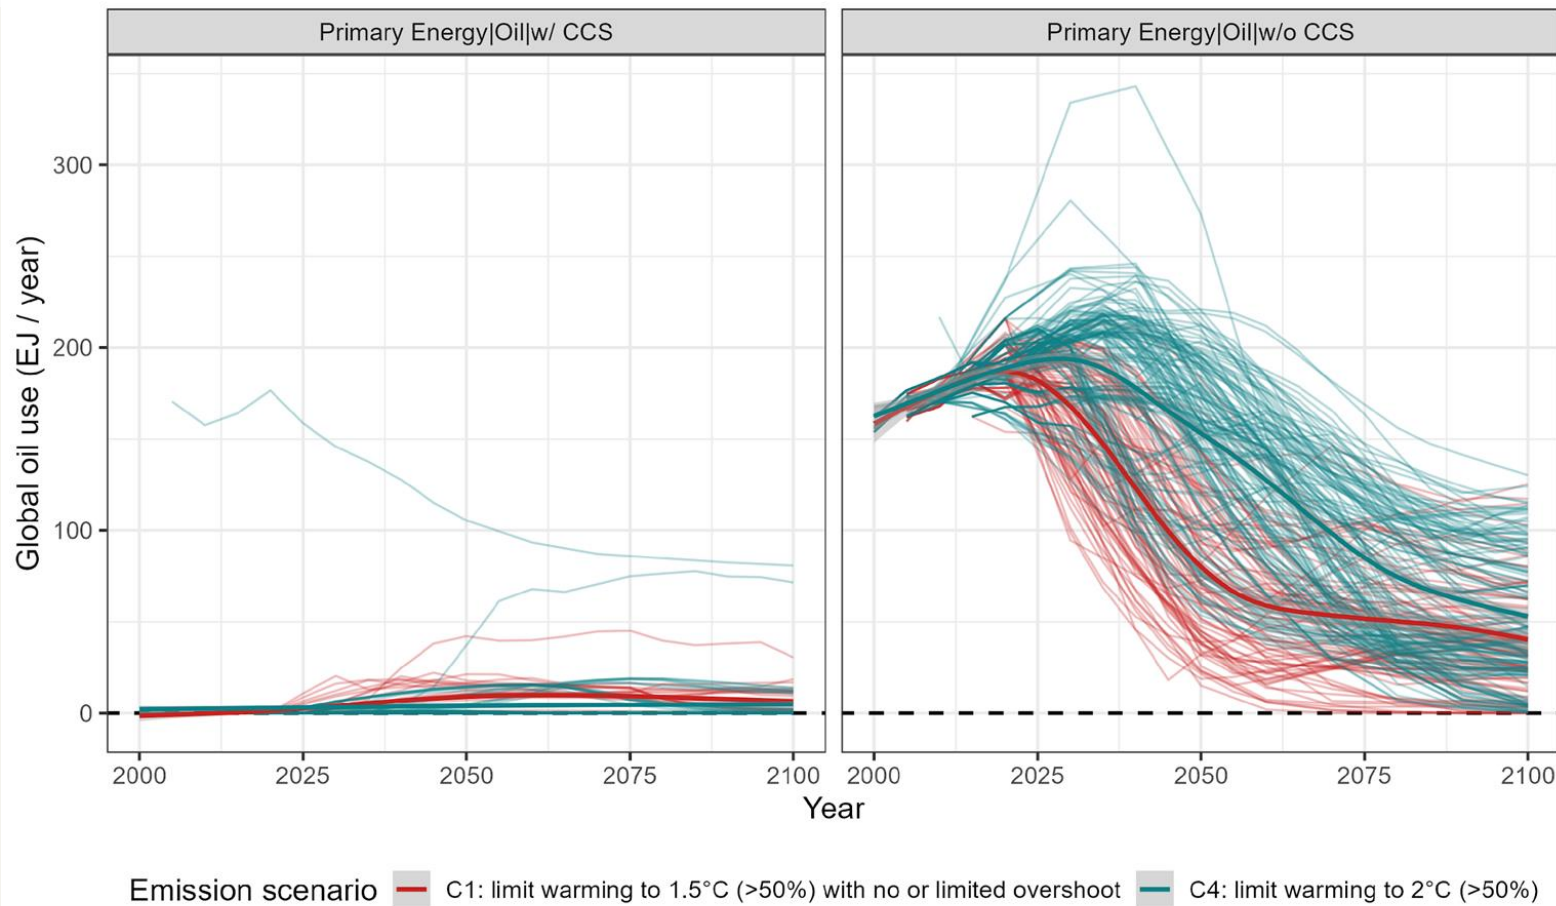 Primary Energy|Oil|w/ CCS
Primary Energy|Oil|w/o CCS
Global oil use (EJ / year)
300
200
100
0
2000 2025 2050 2075 2100
2000 2025 2050 2075 2100
Year
Emission scenario C1: limit warming to 1.5°C (>50%) with no or limited overshoot C4: limit warming to 2°C (>50%)